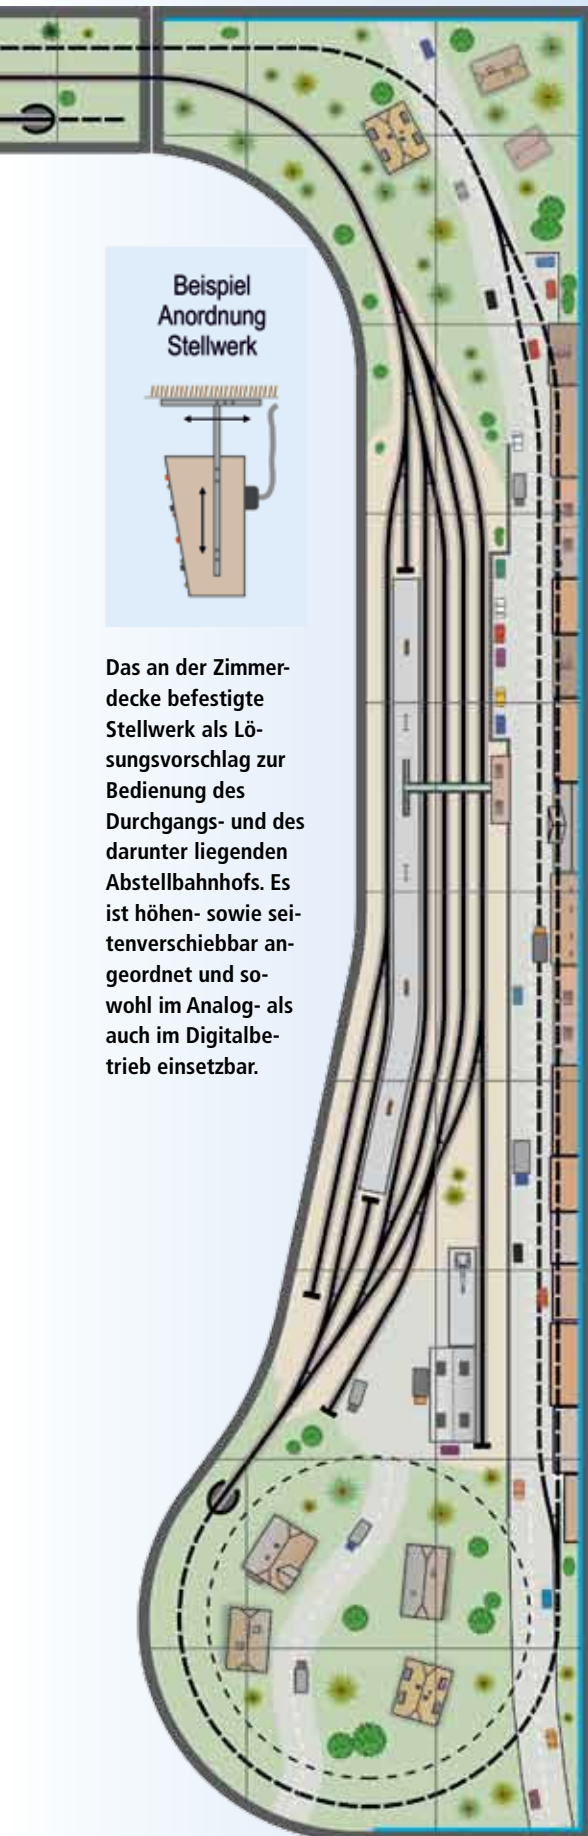 Beispiel
Anordnung
Stellwerk
Das an der Zimmer-
decke befestigte
Stellwerk als Lö-
sungsvorschlag zur
Bedienung des
Durchgangs- und des
darunter liegenden
Abstellbahnhofs. Es
ist höhen- sowie sei-
tenverschiebbar an-
geordnet und so-
wohl im Analog- als
auch im Digitalbe-
trieb einsetzbar.